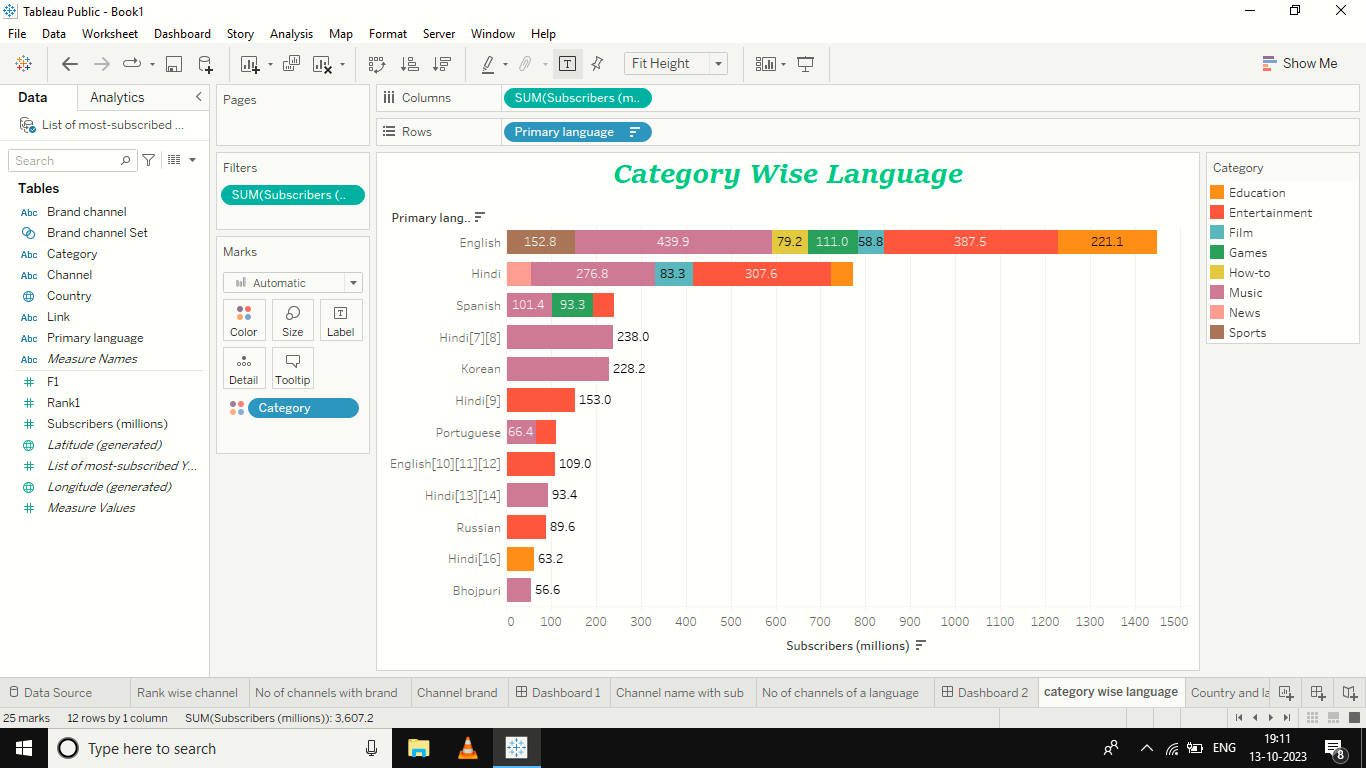 Tableau Public - Book1
File Data Worksheet Dashboard Story Analysis Map Format Server Window Help
Fit Height
Show Me
Data Analytics
List of most-subscribed ...
Search
Tables
Abc Brand channel
Brand channel Set
Abc Category
Abc Channel
Country
Abc Link
Abc Primary language
Abc Measure Names
F1
Rank1
Subscribers (millions)
Latitude (generated)
List of most-subscribed Y...
Longitude (generated)
Measure Values
Pages
Filters
SUM(Subscribers (..
Marks
Automatic
Color Size Label
Detail Tooltip
Category
Columns SUM(Subscribers (m..
Rows Primary language
Category Wise Language
Primary lang..
English 152.8 439.9 79.2 111.0 58.8 387.5 221.1
Hindi 276.8 83.3 307.6
Spanish 101.4 93.3
Hindi[7][8] 238.0
Korean 228.2
Hindi[9] 153.0
Portuguese 66.4
English[10][11][12] 109.0
Hindi[13][14] 93.4
Russian 89.6
Hindi[16] 63.2
Bhojpuri 56.6
0 100 200 300 400 500 600 700 800 900 1000 1100 1200 1300 1400 1500
Subscribers (millions)
Category
Education
Entertainment
Film
Games
How-to
Music
News
Sports
Data Source Rank wise channel No of channels with brand Channel brand Dashboard 1 Channel name with sub No of channels of a language Dashboard 2 category wise language Country and la
25 marks 12 rows by 1 column SUM(Subscribers (millions)): 3,607.2
Type here to search
ENG
19:11
13-10-2023
8